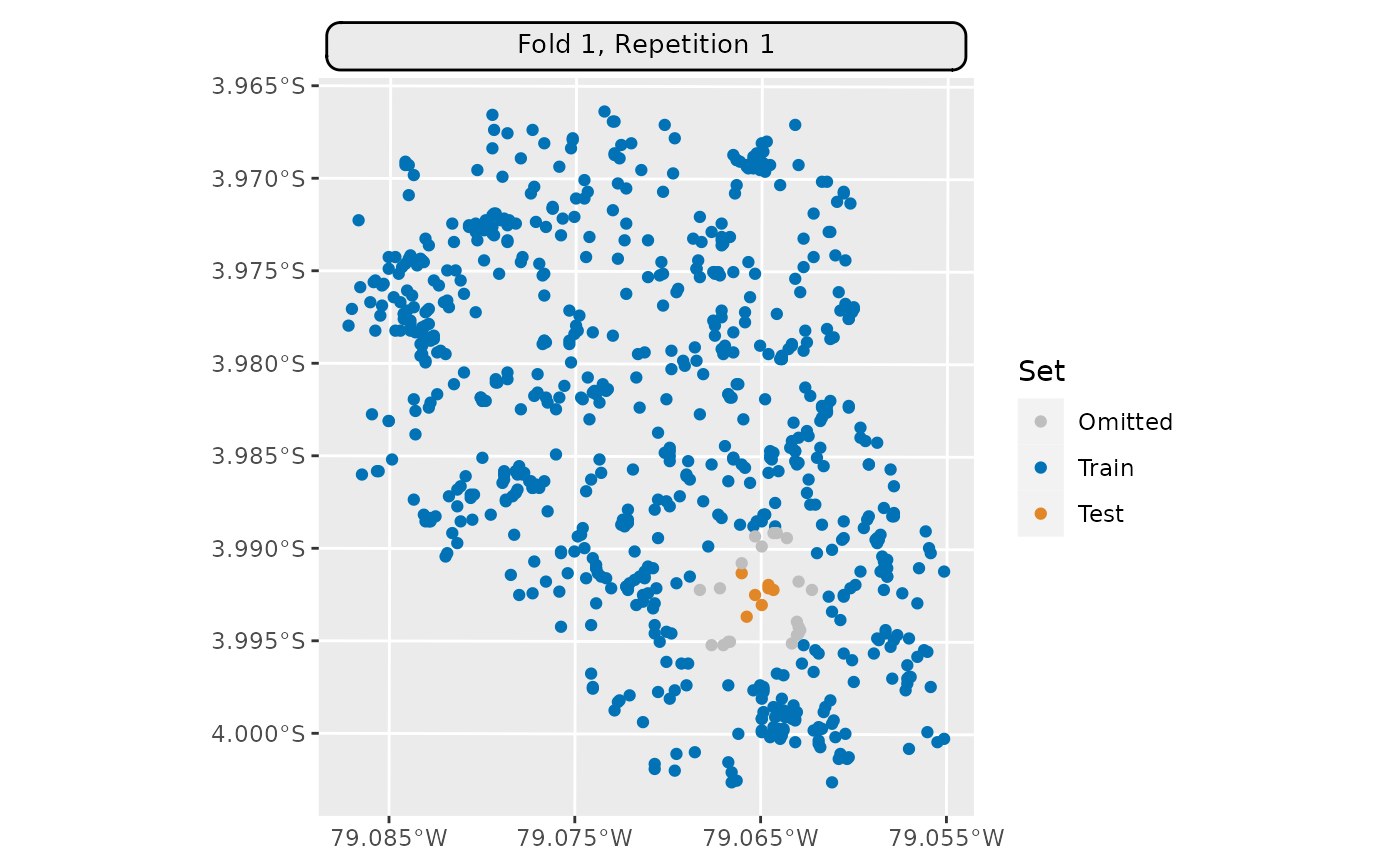 Fold 1, Repetition 1
3.965°S
3.970°S
3.975°S
3.980°S
3.985°S
3.990°S
3.995°S
4.000°S
79.085°W 79.075°W 79.065°W 79.055°W
Set
Omitted
Train
Test